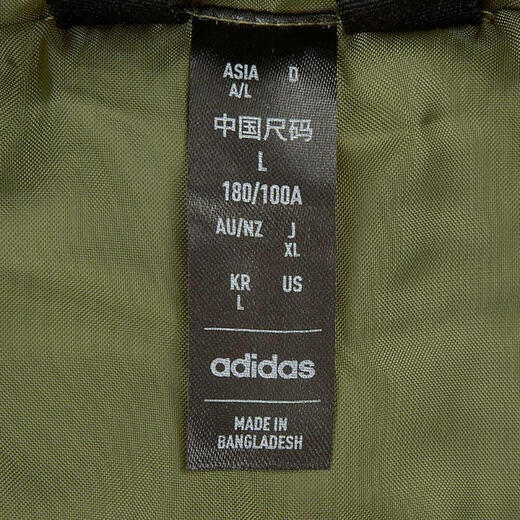 ASIA D
A/L
中国尺码
L
180/100A
AU/NZ J
XL
KR US
L
adidas
MADE IN
BANGLADESH